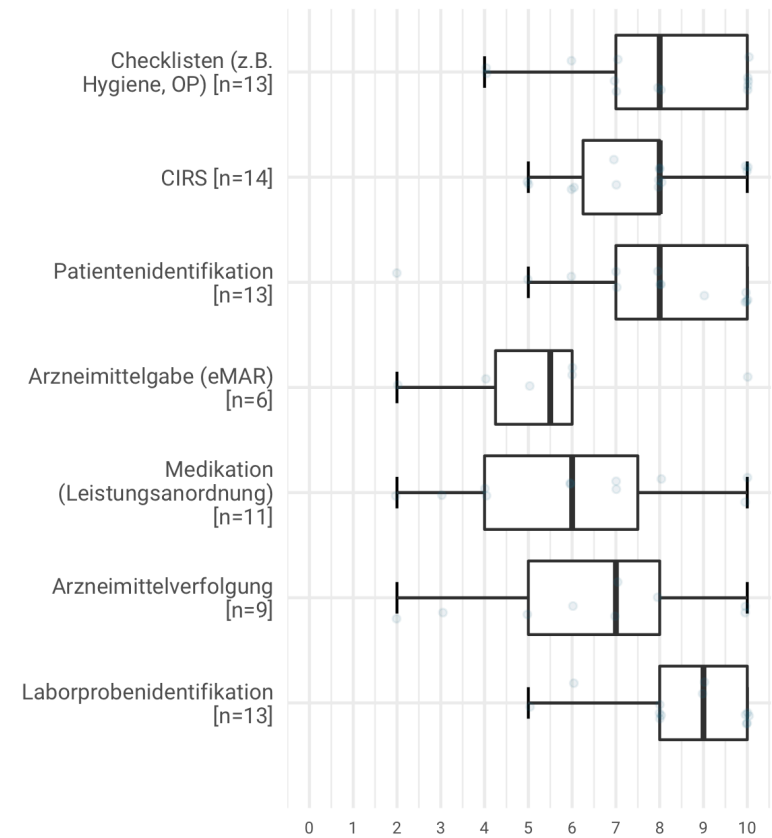 Checklisten (z.B.
Hygiene, OP) [n=13]
CIRS [n=14]
Patientenidentifikation
[n=13]
Arzneimittelgabe (eMAR)
[n=6]
Medikation
(Leistungsanordnung)
[n=11]
Arzneimittelverfolgung
[n=9]
Laborprobenidentifikation
[n=13]
0 1 2 3 4 5 6 7 8 9 10